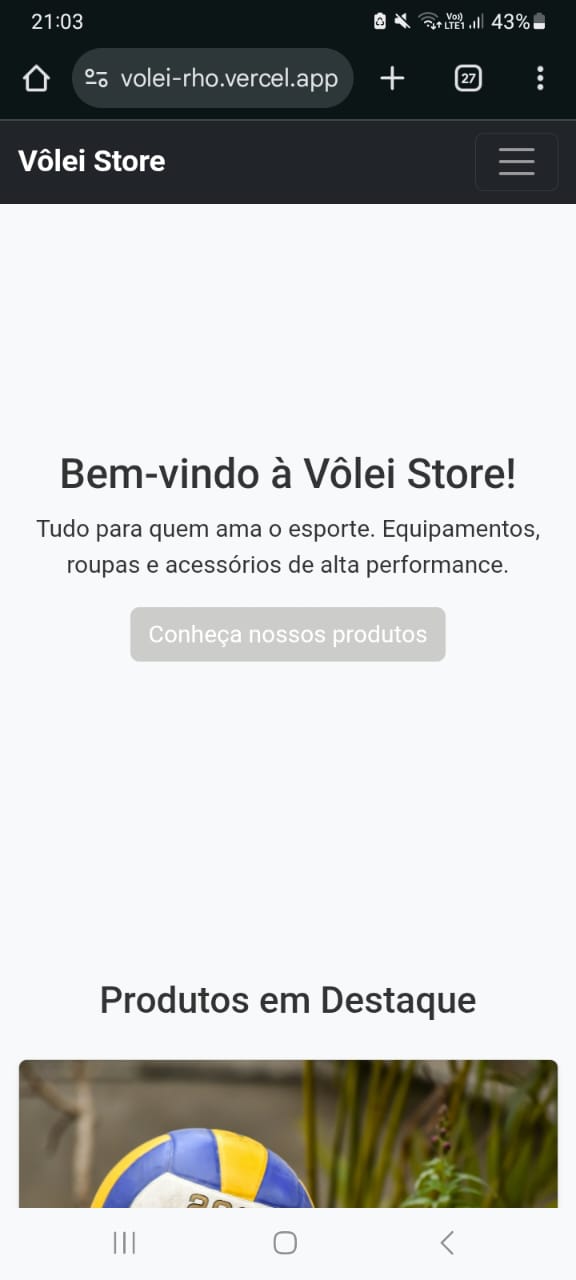 21:03
Vo)) LTE1 43%
volei-rho.vercel.app
27
Vôlei Store
Bem-vindo à Vôlei Store!
Tudo para quem ama o esporte. Equipamentos,
roupas e acessórios de alta performance.
Conheça nossos produtos
Produtos em Destaque